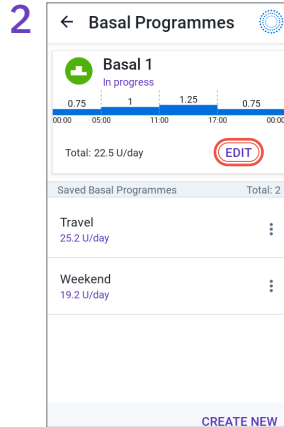 2
Basal Programmes
Basal 1
In progress
0.75 1 1.25 0.75
00:00 05:00 11:00 17:00 00:00
Total: 22.5 U/day EDIT
Saved Basal Programmes Total: 2
Travel
25.2 U/day
Weekend
19.2 U/day
CREATE NEW